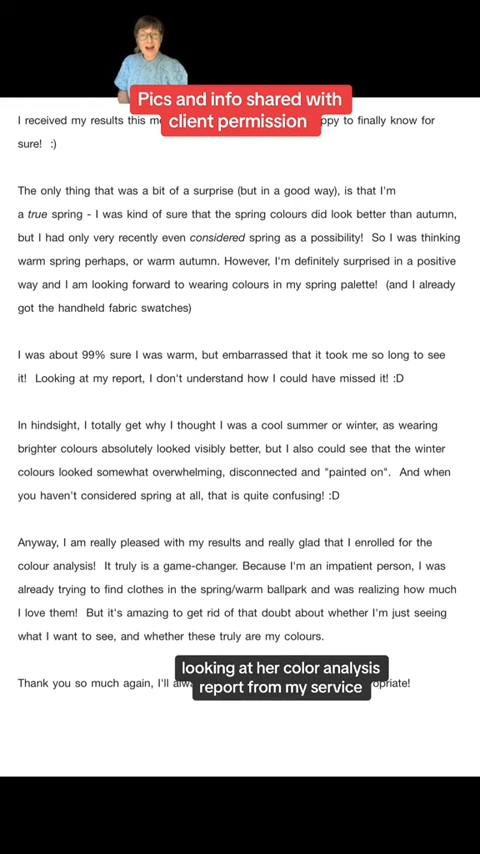 Pics and info shared with
client permission
I received my results this ppy to finally know for
sure! :)
The only thing that was a bit of a surprise (but in a good way), is that I'm
a true spring - I was kind of sure that the spring colours did look better than autumn,
but I had only very recently even considered spring as a possibility! So I was thinking
warm spring perhaps, or warm autumn. However, I'm definitely surprised in a positive
way and I am looking forward to wearing colours in my spring palette! (and I already
got the handheld fabric swatches)
I was about 99% sure I was warm, but embarrassed that it took me so long to see
it! Looking at my report, I don't understand how I could have missed it! :D
In hindsight, I totally get why I thought I was a cool summer or winter, as wearing
brighter colours absolutely looked visibly better, but I also could see that the winter
colours looked somewhat overwhelming, disconnected and "painted on". And when
you haven't considered spring at all, that is quite confusing! :D
Anyway, I am really pleased with my results and really glad that I enrolled for the
colour analysis! It truly is a game-changer. Because I'm an impatient person, I was
already trying to find clothes in the spring/warm ballpark and was realizing how much
I love them! But it's amazing to get rid of that doubt about whether I'm just seeing
what I want to see, and whether these truly are my colours.
looking at her color analysis
report from my service
Thank you so much again, I'll opriate!